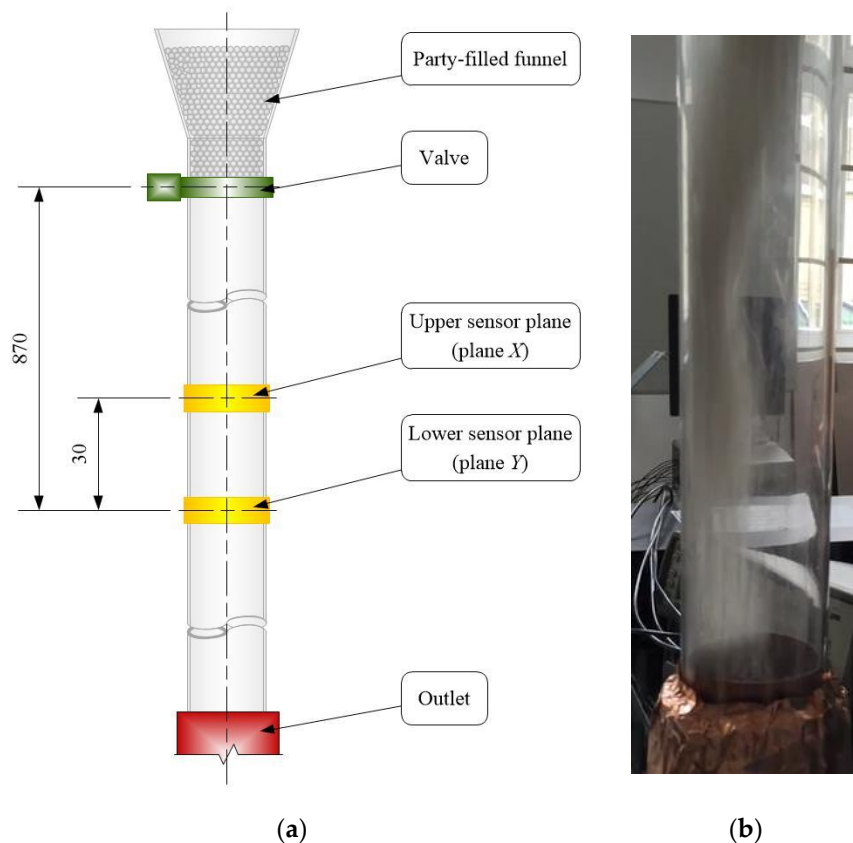 Party-filled funnel
Valve
870
Upper sensor plane
(plane X)
30
Lower sensor plane
(plane Y)
Outlet
(a)
(b)